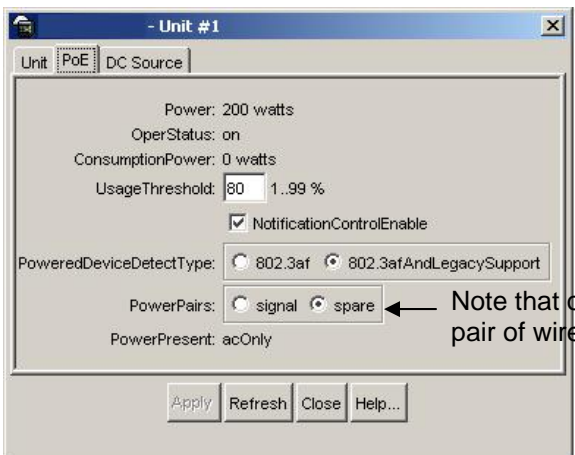 - Unit #1
Unit PoE DC Source
Power: 200 watts
OperStatus: on
ConsumptionPower: 0 watts
UsageThreshold: 80 1..99 %
NotificationControlEnable
PoweredDeviceDetectType: 802.3af 802.3afAndLegacySupport
PowerPairs: signal spare
Note that
pair of
PowerPresent: acOnly
Apply Refresh Close Help...